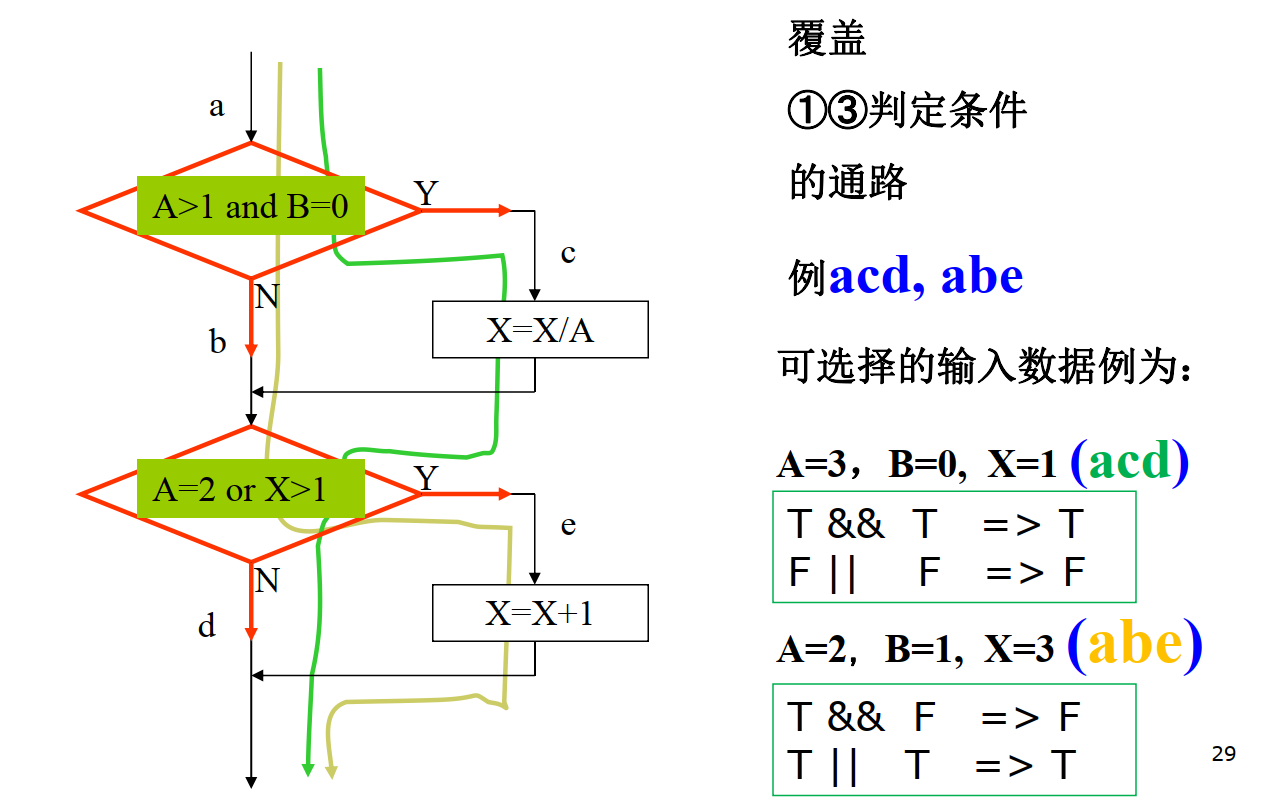 a
A>1 and B=0
Y
c
N
b
X=X/A
A=2 or X>1
Y
e
N
d
X=X+1
覆盖
①③判定条件
的通路
例acd, abe
可选择的输入数据例为：
A=3，B=0, X=1 (acd)
T && T => T
F || F => F
A=2，B=1, X=3 (abe)
T && F => F
T || T => T
29